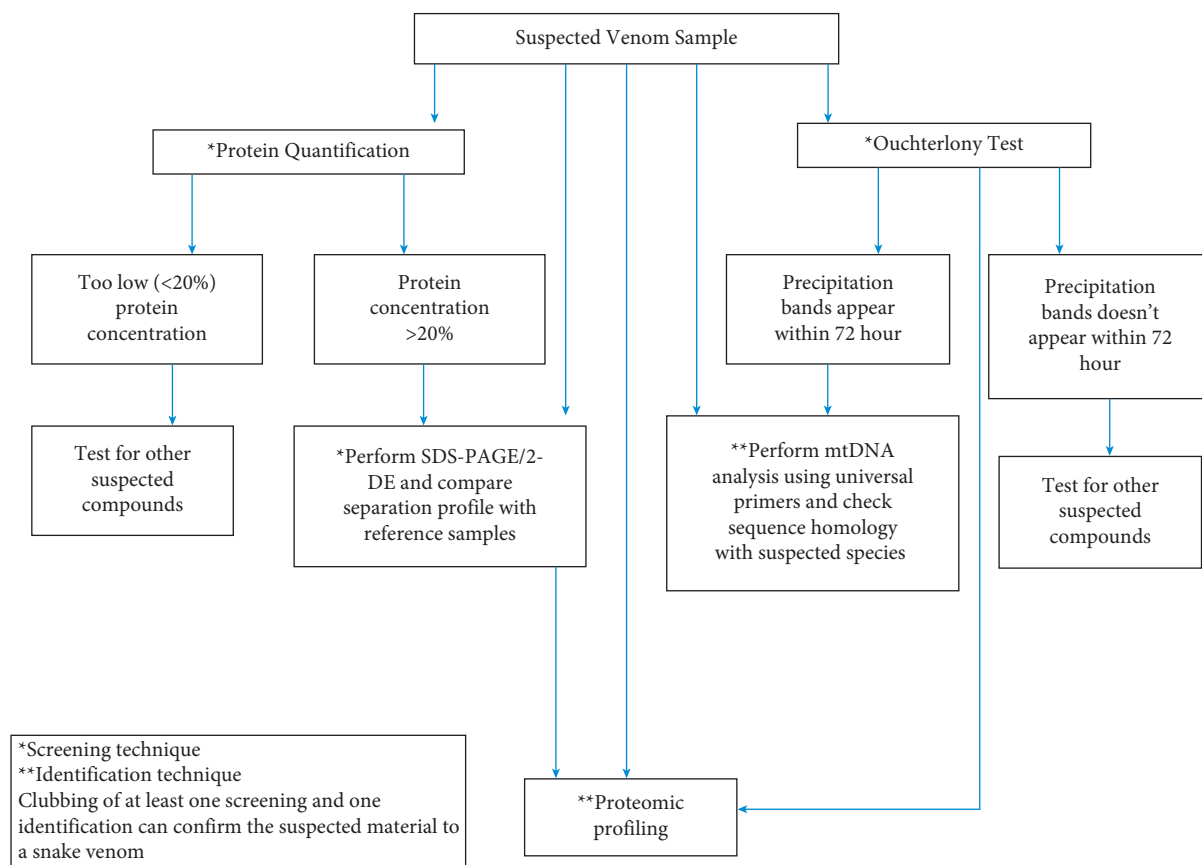 Suspected Venom Sample
*Protein Quantification
*Ouchterlony Test
Too low (<20%)
protein
concentration
Protein
concentration
>20%
Precipitation
bands appear
within 72 hour
Precipitation
bands doesn't
appear within 72
hour
Test for other
suspected
compounds
*Perform SDS-PAGE/2-
DE and compare
separation profile with
reference samples
**Perform mtDNA
analysis using universal
primers and check
sequence homology
with suspected species
Test for other
suspected
compounds
*Screening technique
**Identification technique
Clubbing of at least one screening and one
identification can confirm the suspected material to
a snake venom
**Proteomic
profiling